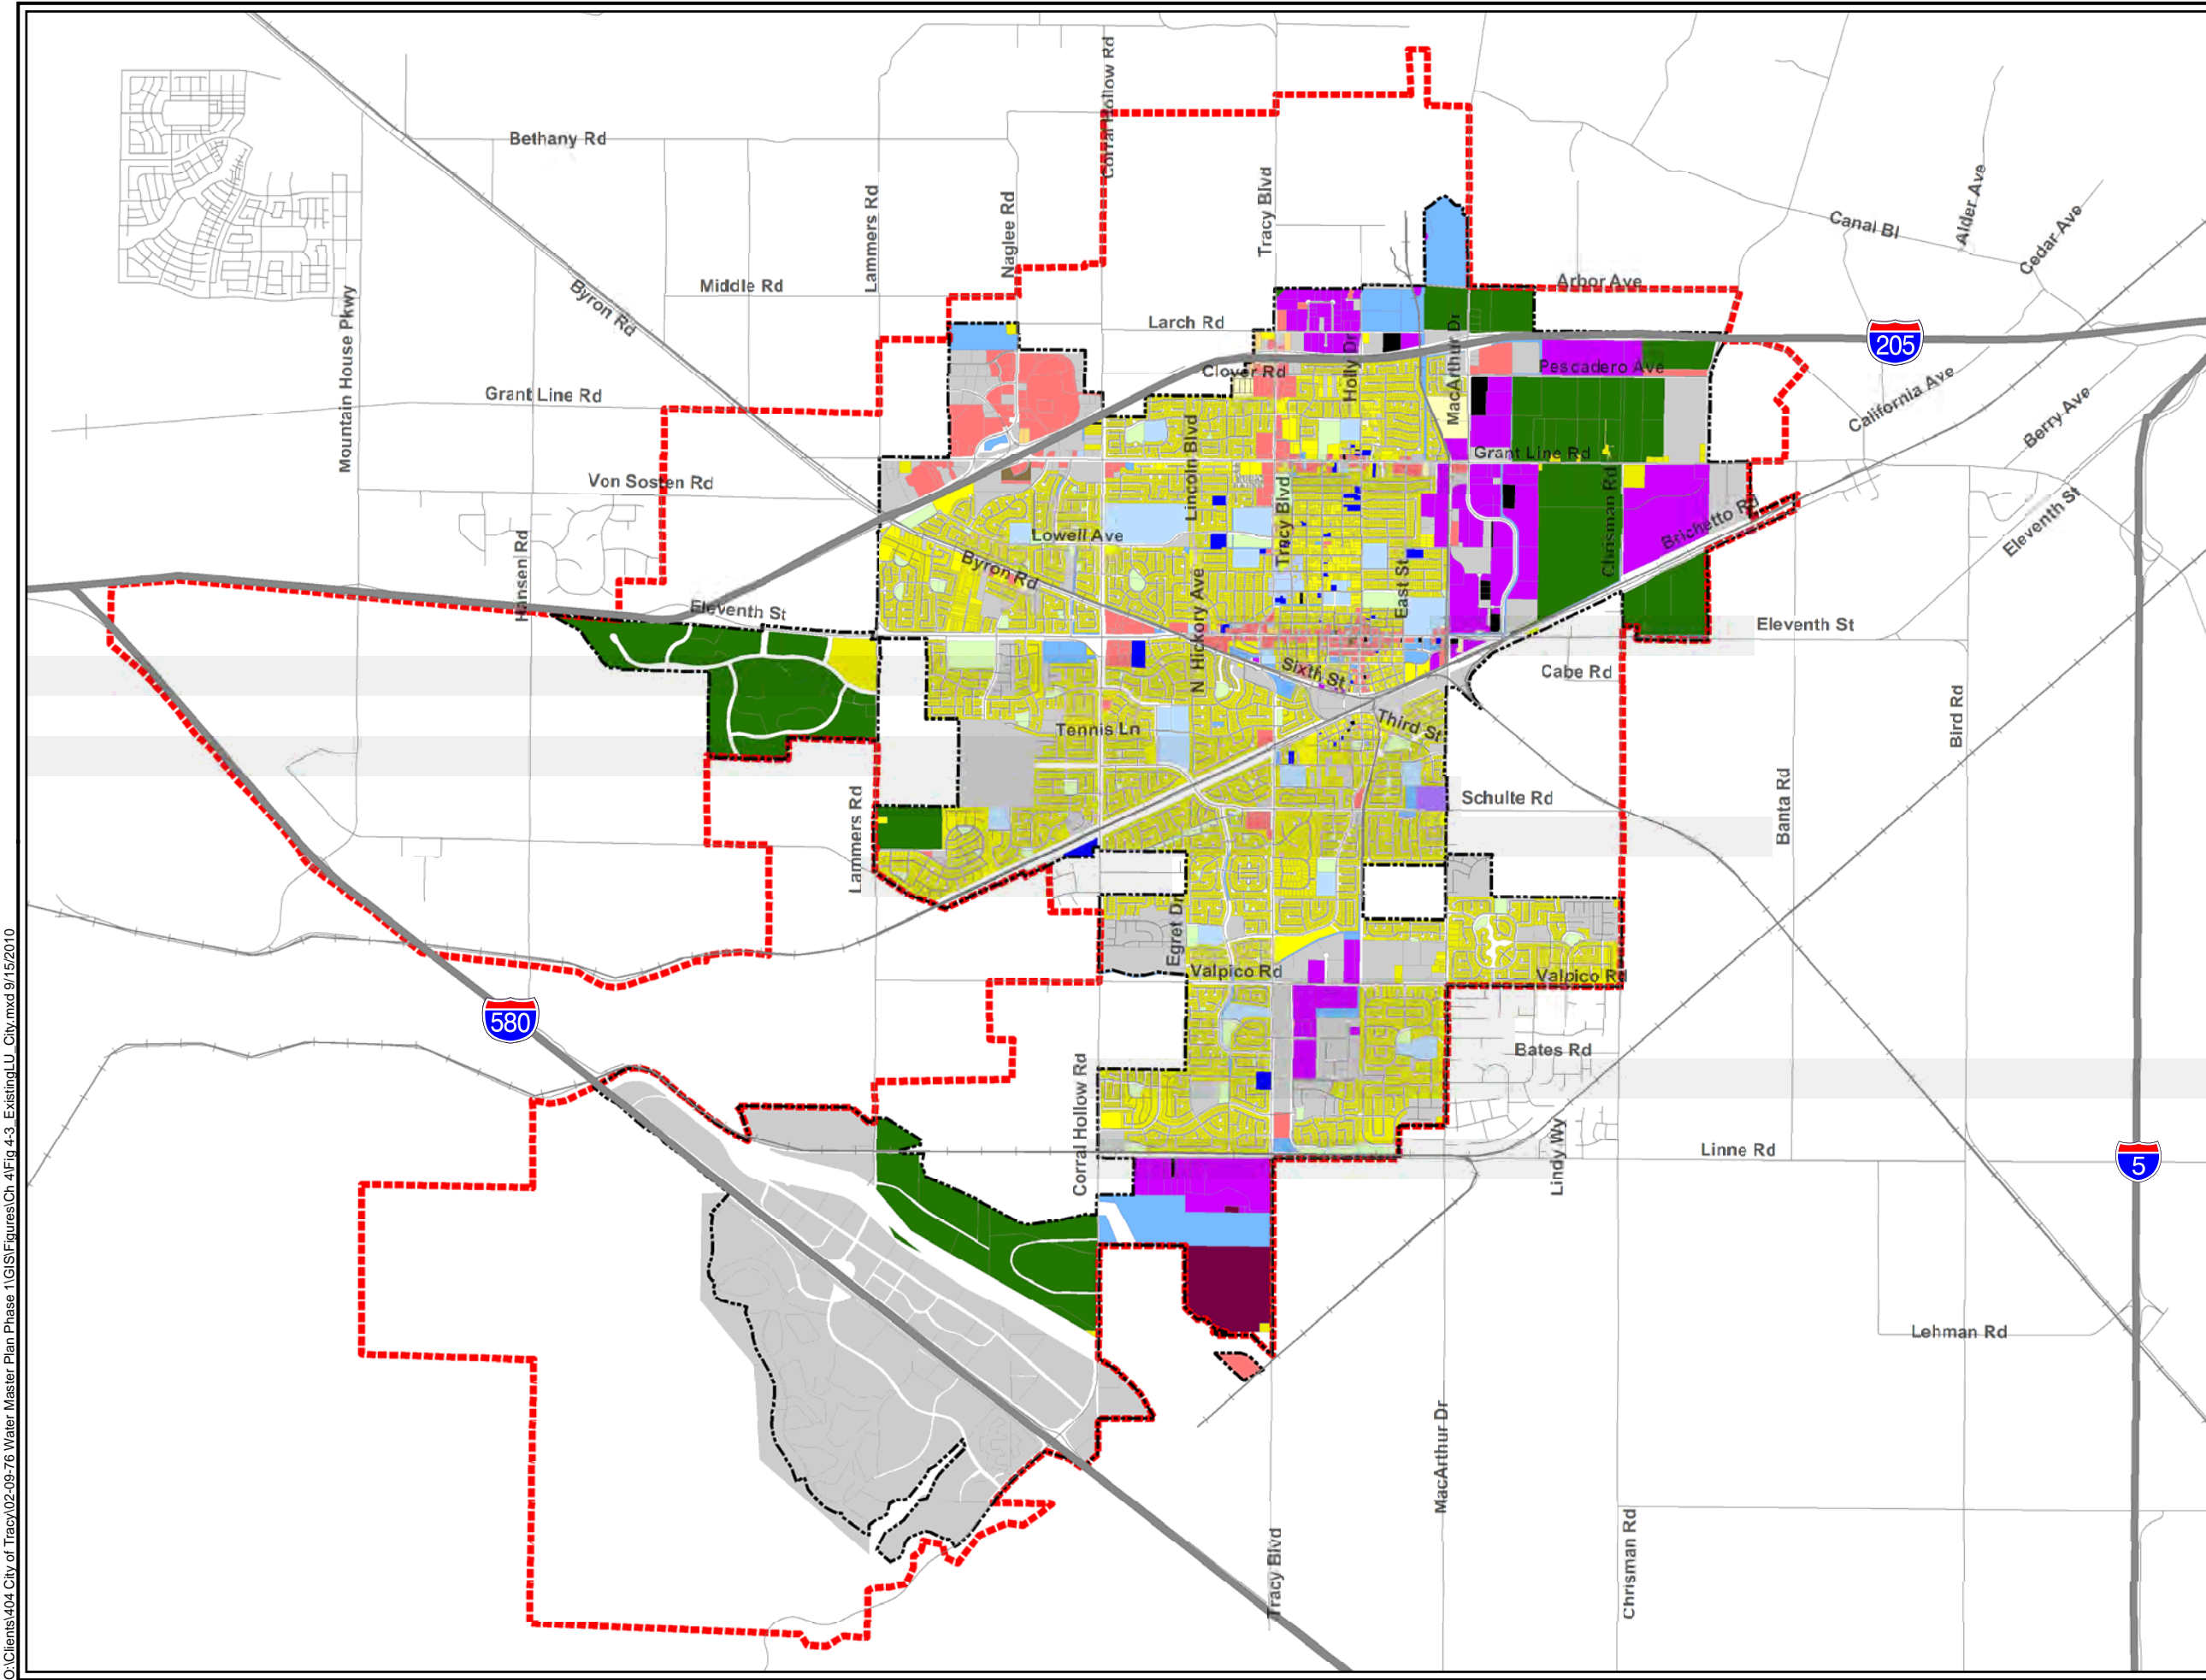 Corral Hollow Rd
Bethany Rd
Tracy Blvd
Lammers Rd
Naglee Rd
Alder Ave
Canal Bl
Cedar Ave
Middle Rd
Arbor Ave
Byron Rd
Mountain House Pkwy
Larch Rd
Holly Dr
MacArthur Dr
205
Clover Rd
Pescadero Ave
Grant Line Rd
California Ave
Berry Ave
Lincoln Blvd
Grant Line Rd
Von Sosten Rd
Tracy Blvd
Chrisman Rd
Brichetto Rd
Eleventh St
Lowell Ave
Hansen Rd
Byron Rd
East St
Eleventh St
N Hickory Ave
Eleventh St
Sixth St
Cabe Rd
Bird Rd
Tennis Ln
Third St
Lammers Rd
Schulte Rd
Banta Rd
Egret Dr
Valpico Rd
Valpico Rd
580
Bates Rd
Corral Hollow Rd
Lindy Wy
Linne Rd
5
Lehman Rd
MacArthur Dr
Tracy Blvd
Chrisman Rd
O:\Clients\404 City of Tracy\02-09-76 Water Master Plan Phase 1\GIS\Figures\Ch 4\Fig 4-3_ExistingLU_City.mxd 9/15/2010